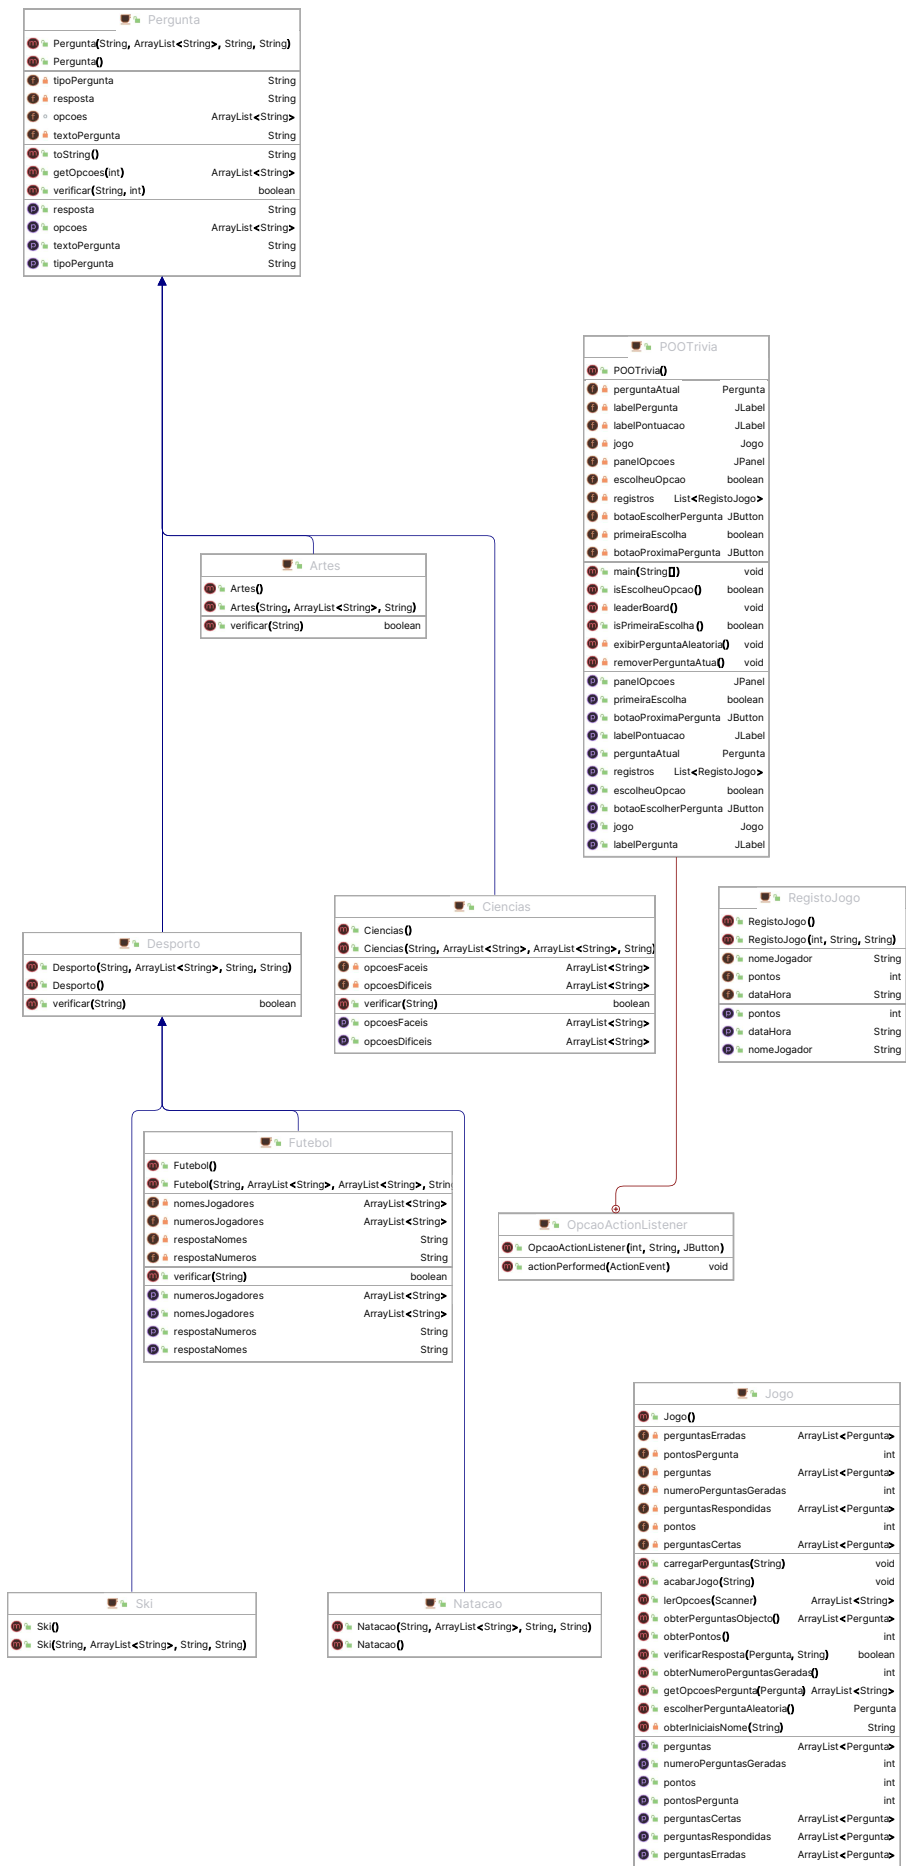 Pergunta
Pergunta(String, ArrayList<String>, String, String)
Pergunta()
tipoPergunta String
resposta String
opcoes ArrayList<String>
textoPergunta String
toString() String
getOpcoes(int) ArrayList<String>
verificar(String, int) boolean
resposta String
opcoes ArrayList<String>
textoPergunta String
tipoPergunta String
POOTrivia
POOTrivia()
perguntaAtual Pergunta
labelPergunta JLabel
labelPontuacao JLabel
jogo Jogo
panelOpcoes JPanel
escolheuOpcao boolean
registros List<RegistoJogo>
botaoEscolherPergunta JButton
primeiraEscolha boolean
botaoProximaPergunta JButton
main(String[]) void
isEscolheuOpcao() boolean
leaderBoard() void
isPrimeiraEscolha() boolean
exibirPerguntaAleatoria() void
removerPerguntaAtual() void
panelOpcoes JPanel
primeiraEscolha boolean
botaoProximaPergunta JButton
labelPontuacao JLabel
perguntaAtual Pergunta
registros List<RegistoJogo>
escolheuOpcao boolean
botaoEscolherPergunta JButton
jogo Jogo
labelPergunta JLabel
Artes
Artes()
Artes(String, ArrayList<String>, String)
verificar(String) boolean
Ciencias
Ciencias()
Ciencias(String, ArrayList<String>, ArrayList<String>, String)
opcoesFaceis ArrayList<String>
opcoesDificeis ArrayList<String>
verificar(String) boolean
opcoesFaceis ArrayList<String>
opcoesDificeis ArrayList<String>
RegistoJogo
RegistoJogo()
RegistoJogo(int, String, String)
nomeJogador String
pontos int
dataHora String
pontos int
dataHora String
nomeJogador String
Desporto
Desporto(String, ArrayList<String>, String, String)
Desporto()
verificar(String) boolean
Futebol
Futebol()
Futebol(String, ArrayList<String>, ArrayList<String>, Strin
nomesJogadores ArrayList<String>
numerosJogadores ArrayList<String>
respostaNomes String
respostaNumeros String
verificar(String) boolean
numerosJogadores ArrayList<String>
nomesJogadores ArrayList<String>
respostaNumeros String
respostaNomes String
OpcaoActionListener
OpcaoActionListener(int, String, JButton)
actionPerformed(ActionEvent) void
Jogo
Jogo()
perguntasErradas ArrayList<Pergunta>
pontosPergunta int
perguntas ArrayList<Pergunta>
numeroPerguntasGeradas int
perguntasRespondidas ArrayList<Pergunta>
pontos int
perguntasCertas ArrayList<Pergunta>
carregarPerguntas(String) void
acabarJogo(String) void
lerOpcoes(Scanner) ArrayList<String>
obterPerguntasObjecto() ArrayList<Pergunta>
obterPontos() int
verificarResposta(Pergunta, String) boolean
obterNumeroPerguntasGeradas() int
getOpcoesPergunta(Pergunta) ArrayList<String>
escolherPerguntaAleatoria() Pergunta
obterIniciaisNome(String) String
perguntas ArrayList<Pergunta>
numeroPerguntasGeradas int
pontos int
pontosPergunta int
perguntasCertas ArrayList<Pergunta>
perguntasRespondidas ArrayList<Pergunta>
perguntasErradas ArrayList<Pergunta>
Ski
Ski()
Ski(String, ArrayList<String>, String, String)
Natacao
Natacao(String, ArrayList<String>, String, String)
Natacao()